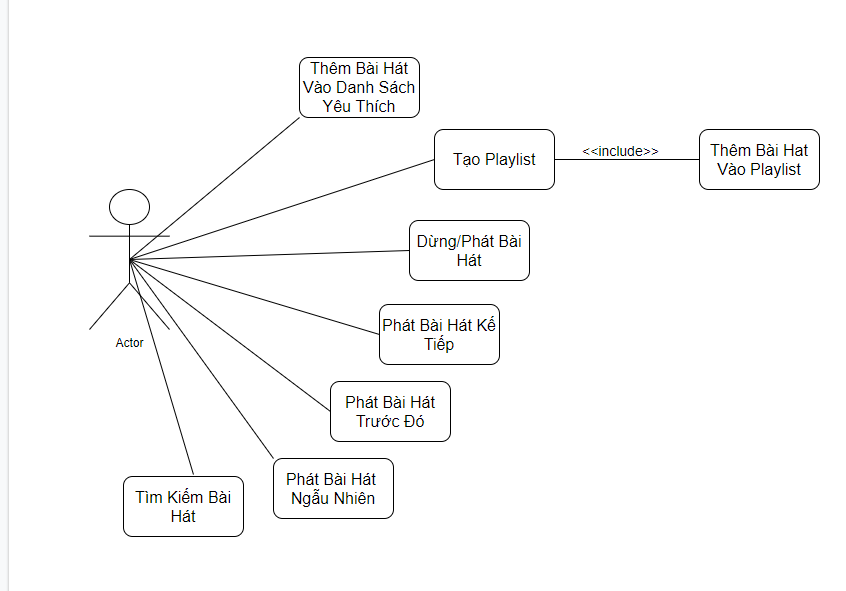 Thêm Bài Hát
Vào Danh Sách
Yêu Thích
Tạo Playlist
<<include>>
Thêm Bài Hat
Vào Playlist
Dừng/Phát Bài
Hát
Phát Bài Hát Kế
Tiếp
Actor
Phát Bài Hát
Trước Đó
Phát Bài Hát
Ngẫu Nhiên
Tìm Kiếm Bài
Hát